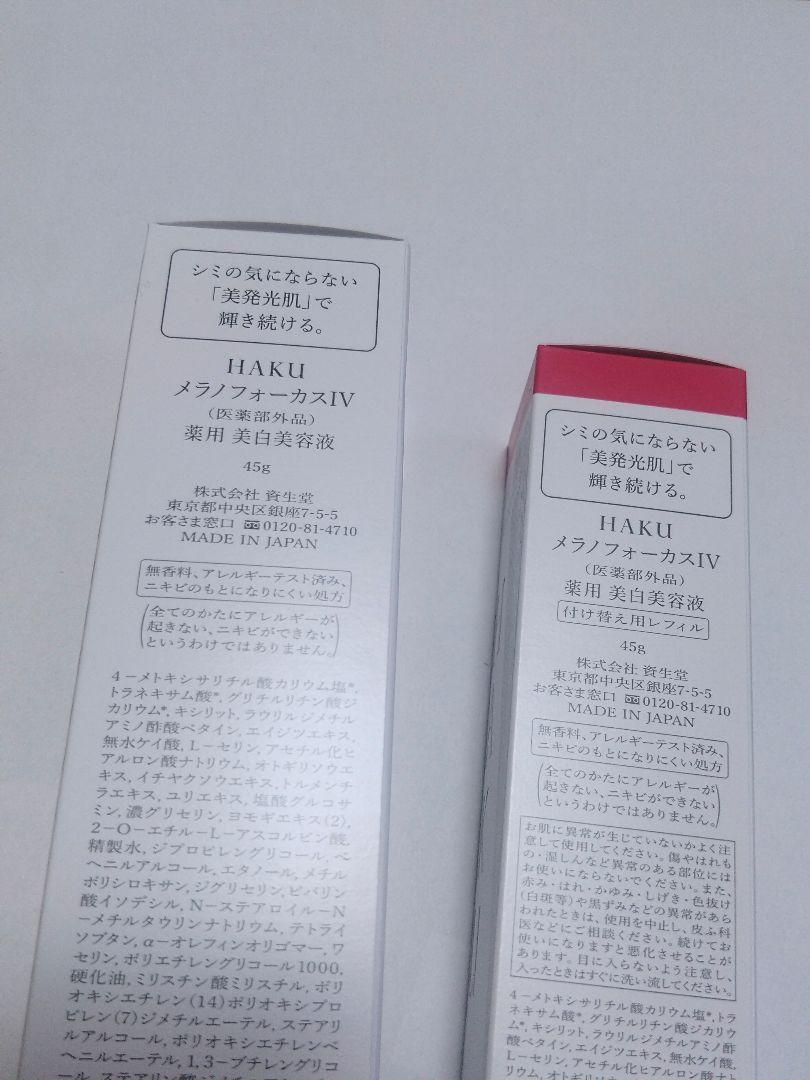 シミの気にならない
「美発光肌」で
輝き続ける。
HAKU
メラノフォーカスIV
(医薬部外品)
薬用 美白美容液
45g
株式会社 資生堂
東京都中央区銀座7-5-5
お客さま窓口 0120-81-4710
MADE IN JAPAN
無香料、アレルギーテスト済み、
ニキビのもとになりにくい処方
(全てのかたにアレルギーが
起きない、ニキビができない
というわけではありません。)
4-メトキシサリチル酸カリウム塩*,
トラネキサム酸*, グリチルリチン酸ジ
カリウム*, キシリット, ラウリルジメチル
アミノ酢酸ベタイン, エイジツエキス,
無水ケイ酸, L-セリン, アセチル化ヒ
アルロン酸ナトリウム, オトギリソウエ
キス, イチヤクソウエキス, トルメンチ
ラエキス, ユリエキス, 塩酸グルコサ
ミン, 濃グリセリン, ヨモギエキス(2),
2-O-エチル-L-アスコルビン酸,
精製水, ジプロピレングリコール, ベ
ヘニルアルコール, エタノール, メチル
ポリシロキサン, ジグリセリン, ピバリン
酸イソデシル, N-ステアロイル-N
-メチルタウリンナトリウム, テトライ
ソブタン, α-オレフィンオリゴマー, ワ
セリン, ポリエチレングリコール1000,
硬化油, ミリスチン酸ミリスチル, ポリ
オキシエチレン(14)ポリオキシプロ
ピレン(7)ジメチルエーテル, ステアリ
ルアルコール, ポリオキシエチレンベ
ヘニルエーテル, 1,3-ブチレングリコ
シミの気にならない
「美発光肌」で
輝き続ける。
HAKU
メラノフォーカスIV
(医薬部外品)
薬用 美白美容液
付け替え用レフィル
45g
株式会社 資生堂
東京都中央区銀座7-5-5
お客さま窓口 0120-81-4710
MADE IN JAPAN
無香料、アレルギーテスト済み、
ニキビのもとになりにくい処方
(全てのかたにアレルギーが
起きない、ニキビができない
というわけではありません。)
お肌に異常が生じていないかよく注
意して使用してください。傷やはれも
の・湿しんなど異常のある部位には
お使いにならないでください。また、
赤み・はれ・かゆみ・しげき・色抜け
(白斑等)や黒ずみなどの異常があら
われたときは、使用を中止し、皮ふ科
医などにご相談ください。続けてお
使いになりますと悪化させることが
あります。目に入らないよう注意し、
入ったときはすぐに洗い流してください。
4-メトキシサリチル酸カリウム塩*, トラ
ネキサム酸*, グリチルリチン酸ジカリウ
ム*, キシリット, ラウリルジメチルアミノ酢
酸ベタイン, エイジツエキス, 無水ケイ酸,
L-セリン, アセチル化ヒアルロン酸ナト